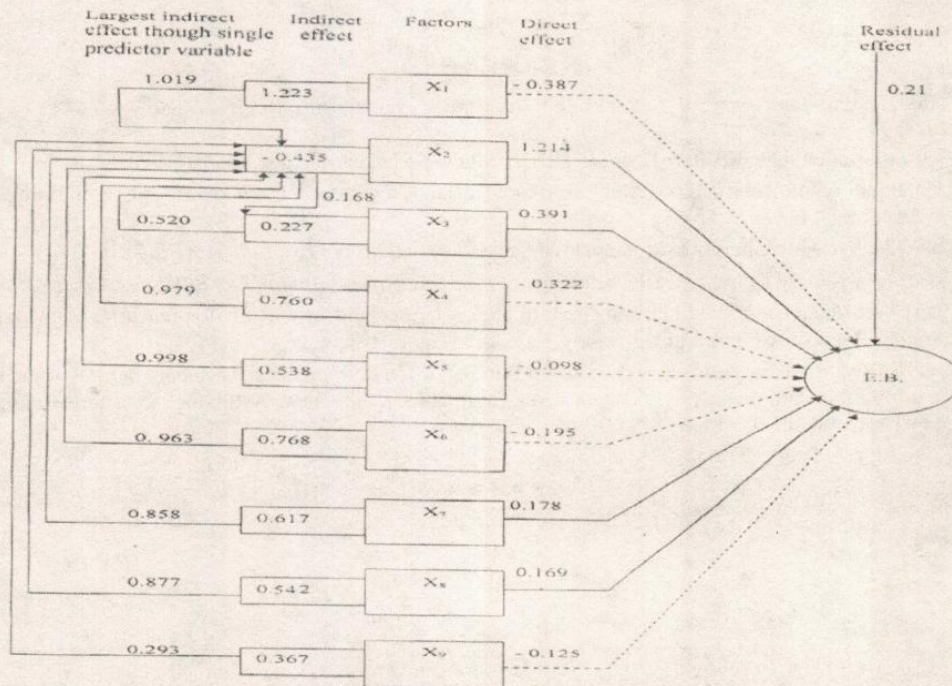 Largest indirect effect though single predictor variable
Indirect effect
Factors
Direct effect
Residual effect
1.019
1.223
X1
- 0.387
0.21
- 0.435
X2
1.214
0.168
0.520
0.227
X3
0.391
0.979
0.760
X4
- 0.322
0.998
0.538
X5
- 0.098
E.B.
0. 963
0.768
X6
- 0.195
0.858
0.617
X7
0.178
0.877
0.542
X8
0.169
0.293
0.367
X9
- 0.125